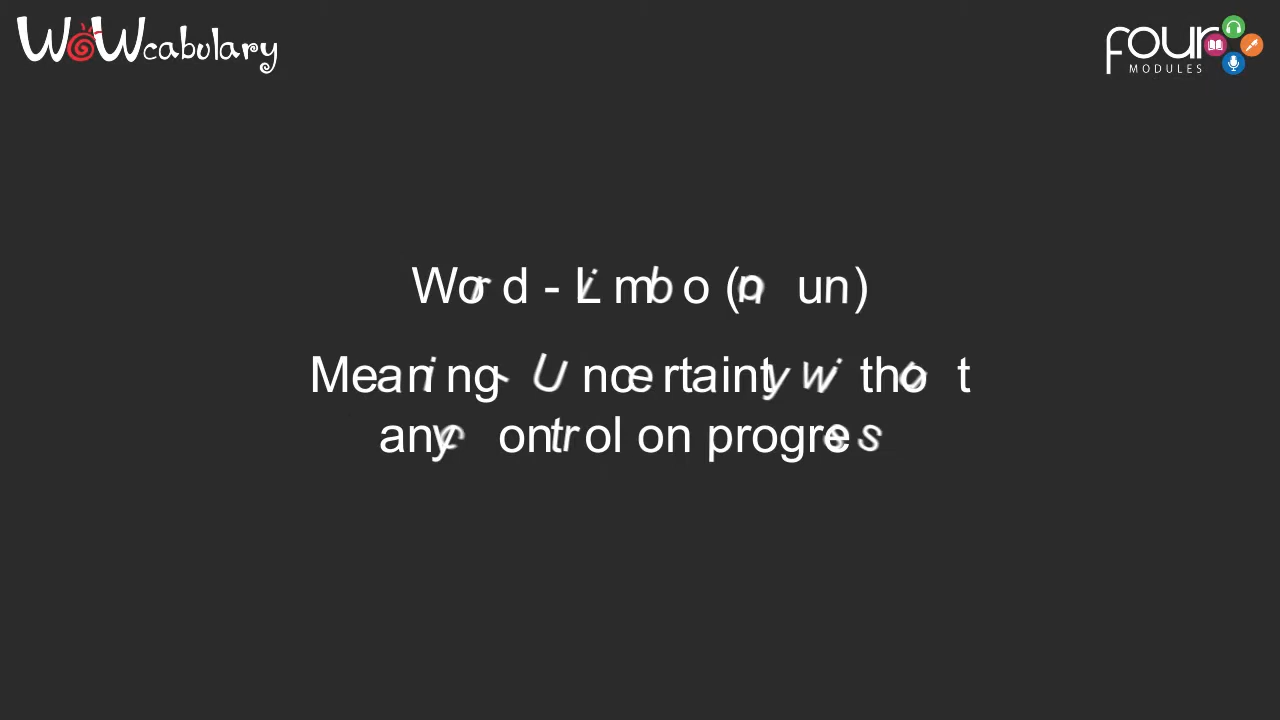 WOWcabulary
four
MODULES
Word - Limbo (noun)
Meaning - Uncertainty without
any control on progress